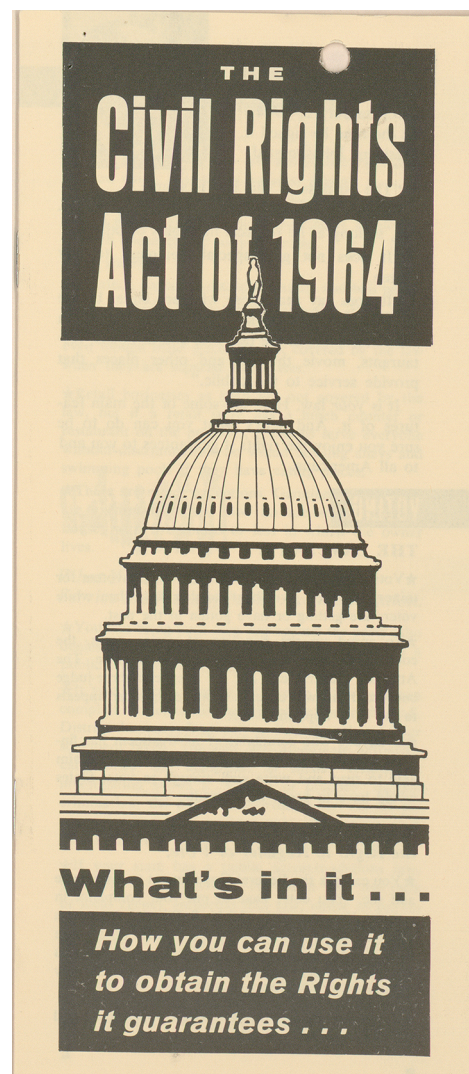 THE
Civil Rights
Act of 1964
What's in it...
How you can use it
to obtain the Rights
it guarantees...